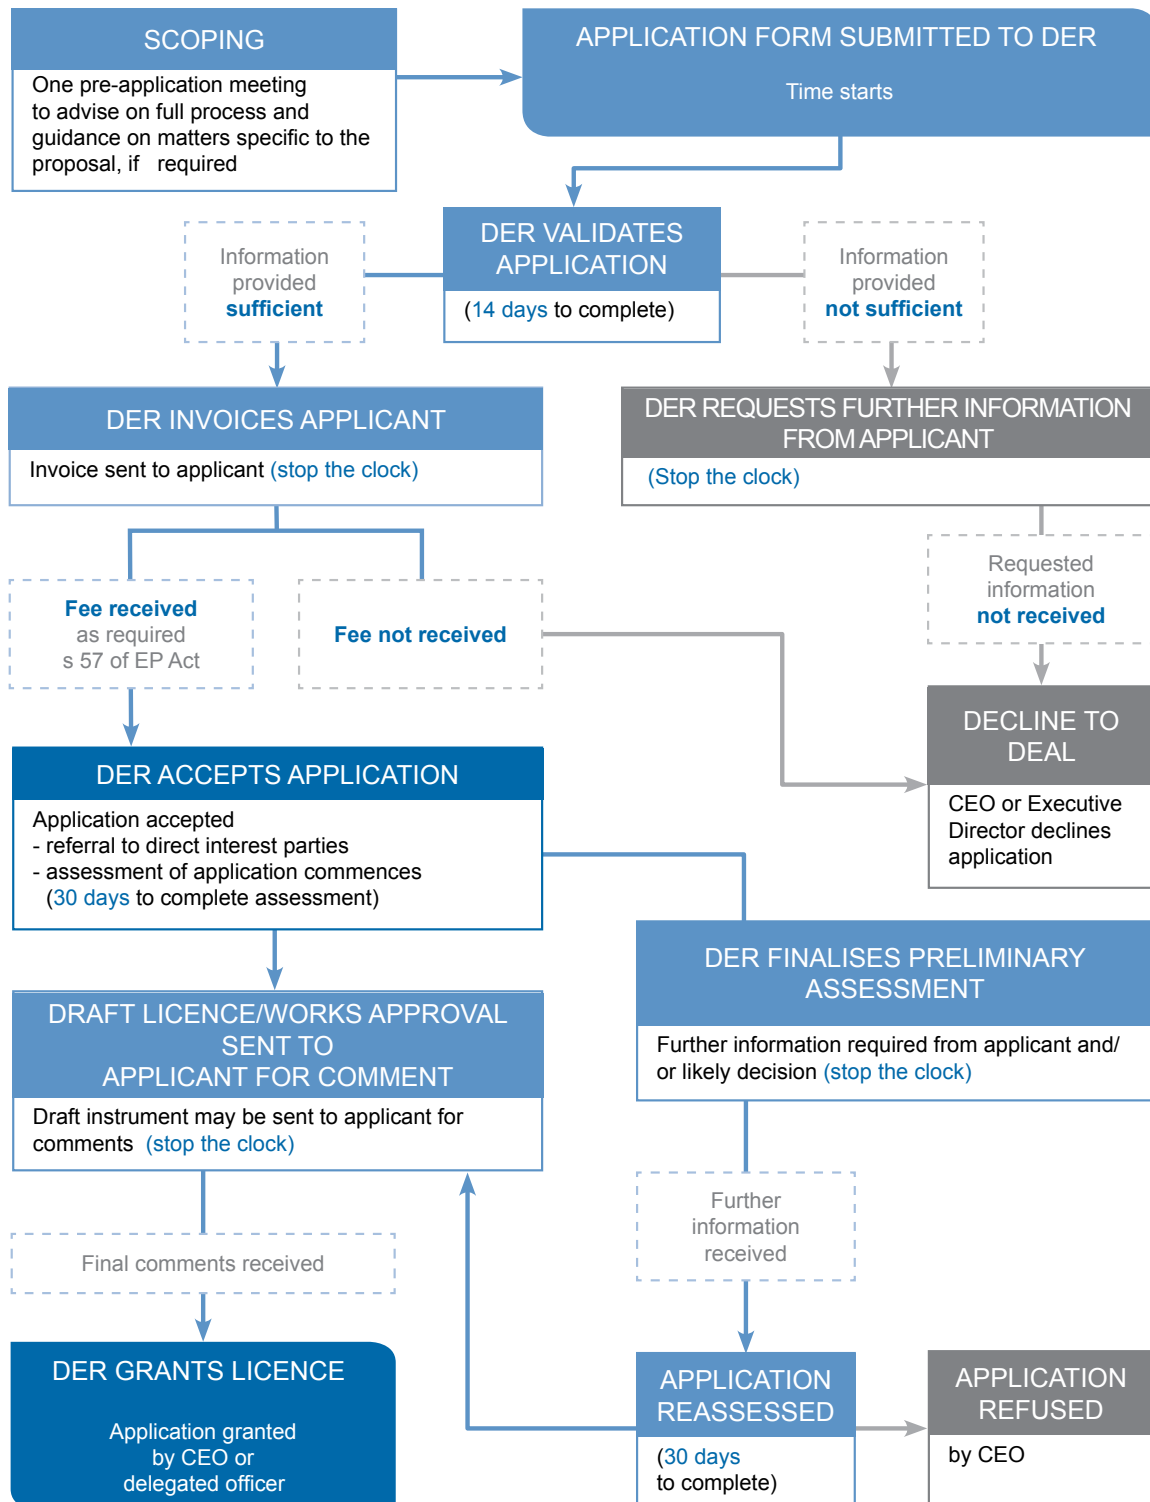 SCOPING
One pre-application meeting
to advise on full process and
guidance on matters specific to the
proposal, if required
APPLICATION FORM SUBMITTED TO DER
Time starts
DER VALIDATES
APPLICATION
(14 days to complete)
Information
provided
sufficient
Information
provided
not sufficient
DER INVOICES APPLICANT
Invoice sent to applicant (stop the clock)
DER REQUESTS FURTHER INFORMATION
FROM APPLICANT
(Stop the clock)
Fee received
as required
s 57 of EP Act
Fee not received
Requested
information
not received
DECLINE TO
DEAL
CEO or Executive
Director declines
application
DER ACCEPTS APPLICATION
Application accepted
- referral to direct interest parties
- assessment of application commences
(30 days to complete assessment)
DER FINALISES PRELIMINARY
ASSESSMENT
Further information required from applicant and/
or likely decision (stop the clock)
DRAFT LICENCE/WORKS APPROVAL
SENT TO
APPLICANT FOR COMMENT
Draft instrument may be sent to applicant for
comments (stop the clock)
Further
information
received
Final comments received
DER GRANTS LICENCE
Application granted
by CEO or
delegated officer
APPLICATION
REASSESSED
(30 days
to complete)
APPLICATION
REFUSED
by CEO